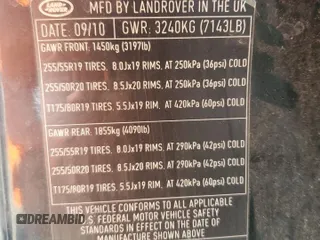 LAND ROVER
MFD BY LANDROVER IN THE UK
DATE: 09/10 GWR: 3240KG (7143LB)
GAWR FRONT: 1450kg (3197lb)
255/55R19 TIRES. 8.0Jx19 RIMS, AT 250kPa (36psi) COLD
255/50R20 TIRES. 8.5Jx20 RIMS, AT 250kPa (36psi) COLD
T175/80R19 TIRES. 5.5Jx19 RIM, AT 420kPa (60psi) COLD
GAWR REAR: 1855kg (4090lb)
255/55R19 TIRES. 8.0Jx19 RIMS, AT 290kPa (42psi) COLD
255/50R20 TIRES. 8.5Jx20 RIMS, AT 290kPa (42psi) COLD
T175/80R19 TIRES. 5.5Jx19 RIM, AT 420kPa (60psi) COLD
THIS VEHICLE CONFORMS TO ALL APPLICABLE
U.S. FEDERAL MOTOR VEHICLE SAFETY
STANDARDS IN EFFECT ON THE DATE OF
MANUFACTURE SHOWN ABOVE
DREAMBID